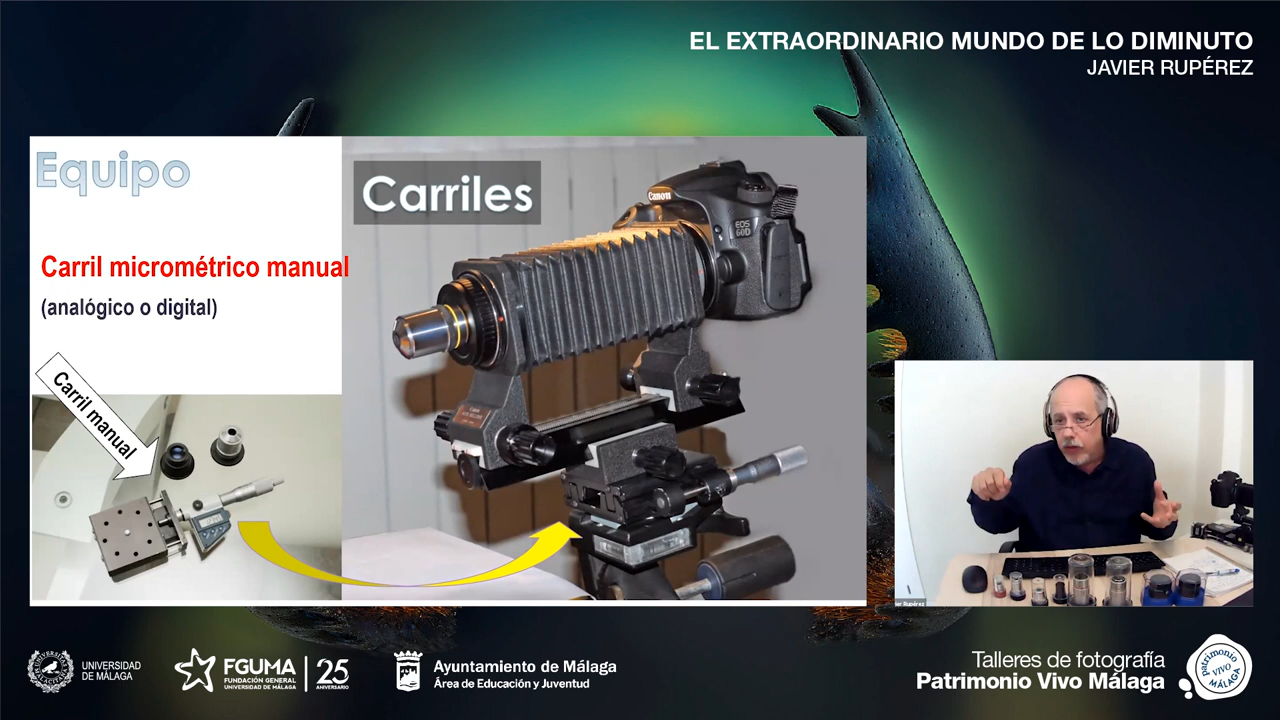 EL EXTRAORDINARIO MUNDO DE LO DIMINUTO
JAVIER RUPÉREZ
Equipo
Carriles
Carril micrométrico manual
(analógico o digital)
Carril manual
Canon
EOS
60D
ier Rupérez
UNIVERSIDAD
DE MÁLAGA
FGUMA
FUNDACIÓN GENERAL
UNIVERSIDAD DE MÁLAGA
25
ANIVERSARIO
Ayuntamiento de Málaga
Área de Educación y Juventud
Talleres de fotografía
Patrimonio Vivo Málaga
patrimonio
VIVO
MÁLAGA